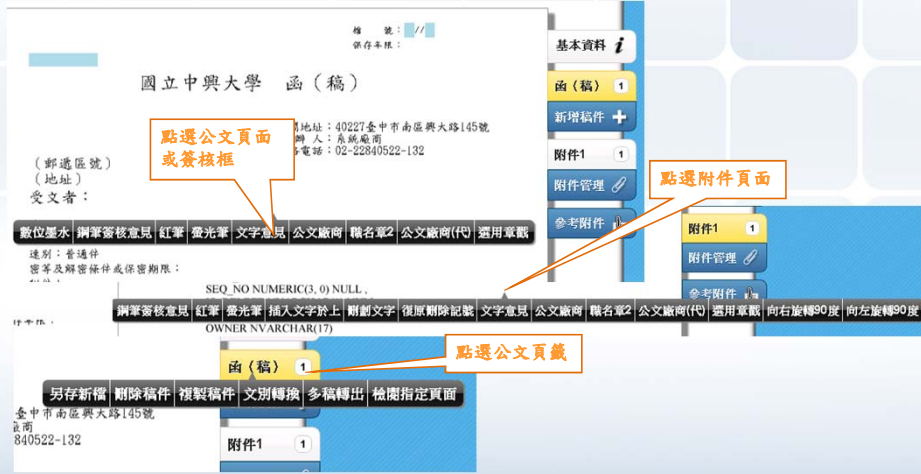 檔 號：//
保存年限：
國立中興大學 函（稿）
地址：40227臺中市南區興大路145號
辦 人：系統廠商
電話：02-22840522-132
點選公文頁面
或簽核框
（郵遞區號）
（地址）
受文者：
基本資料
函（稿） 1
新增稿件
附件1 1
附件管理
參考附件
點選附件頁面
數位墨水 鋼筆簽核意見 紅筆 螢光筆 文字意見 公文廠商 職名章2 公文廠商(代) 選用章戳
速別：普通件
密等及解密條件或保密期限：
附件1 1
附件管理
參考附件
SEQ_NO NUMERIC(3, 0) NULL ,
鋼筆簽核意見 紅筆 螢光筆 插入文字於上 刪劃文字 復原刪除記號 文字意見 公文廠商 職名章2 公文廠商(代) 選用章戳 向右旋轉90度 向左旋轉90度
年限：
OWNER NVARCHAR(17)
點選公文頁籤
函（稿） 1
另存新檔 刪除稿件 複製稿件 文別轉換 多稿轉出 檢閱指定頁面
臺中市南區興大路145號
廠商
840522-132
附件1 1